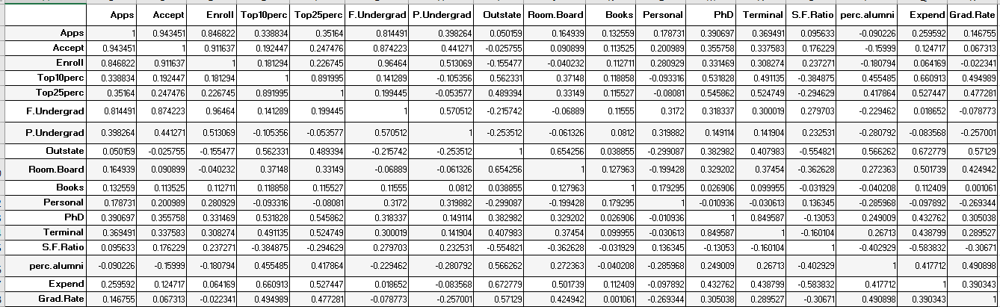 Apps Accept Enroll Top10perc Top25perc F.Undergrad P.Undergrad Outstate Room.Board Books Personal PhD Terminal S.F.Ratio perc.alumni Expend Grad.Rate
Apps 1 0.943451 0.846822 0.338834 0.35164 0.814491 0.398264 0.050159 0.164939 0.132559 0.178731 0.390697 0.369491 0.095633 -0.090226 0.259592 0.146755
Accept 0.943451 1 0.911637 0.192447 0.247476 0.874223 0.441271 -0.025755 0.090899 0.113525 0.200989 0.355758 0.337583 0.176229 -0.15999 0.124717 0.067313
Enroll 0.846822 0.911637 1 0.181294 0.226745 0.96464 0.513069 -0.155477 -0.040232 0.112711 0.280929 0.331469 0.308274 0.237271 -0.180794 0.064169 -0.022341
Top10perc 0.338834 0.192447 0.181294 1 0.891995 0.141289 -0.105356 0.562331 0.37148 0.118858 -0.093316 0.531828 0.491135 -0.384875 0.455485 0.660913 0.494989
Top25perc 0.35164 0.247476 0.226745 0.891995 1 0.199445 -0.053577 0.489394 0.33149 0.115527 -0.08081 0.545862 0.524749 -0.294629 0.417864 0.527447 0.477281
F.Undergrad 0.814491 0.874223 0.96464 0.141289 0.199445 1 0.570512 -0.215742 -0.06889 0.11555 0.3172 0.318337 0.300019 0.279703 -0.229462 0.018652 -0.078773
P.Undergrad 0.398264 0.441271 0.513069 -0.105356 -0.053577 0.570512 1 -0.253512 -0.061326 0.0812 0.319882 0.149114 0.141904 0.232531 -0.280792 -0.083568 -0.257001
Outstate 0.050159 -0.025755 -0.155477 0.562331 0.489394 -0.215742 -0.253512 1 0.654256 0.038855 -0.299087 0.382982 0.407983 -0.554821 0.566262 0.672779 0.57129
Room.Board 0.164939 0.090899 -0.040232 0.37148 0.33149 -0.06889 -0.061326 0.654256 1 0.127963 -0.199428 0.329202 0.37454 -0.362628 0.272363 0.501739 0.424942
Books 0.132559 0.113525 0.112711 0.118858 0.115527 0.11555 0.0812 0.038855 0.127963 1 0.179295 0.026906 0.099955 -0.031929 -0.040208 0.112409 0.001061
Personal 0.178731 0.200989 0.280929 -0.093316 -0.08081 0.3172 0.319882 -0.299087 -0.199428 0.179295 1 -0.010936 -0.030613 0.136345 -0.285968 -0.097892 -0.269344
PhD 0.390697 0.355758 0.331469 0.531828 0.545862 0.318337 0.149114 0.382982 0.329202 0.026906 -0.010936 1 0.849587 -0.13053 0.249009 0.432762 0.305038
Terminal 0.369491 0.337583 0.308274 0.491135 0.524749 0.300019 0.141904 0.407983 0.37454 0.099955 -0.030613 0.849587 1 -0.160104 0.26713 0.438799 0.289527
S.F.Ratio 0.095633 0.176229 0.237271 -0.384875 -0.294629 0.279703 0.232531 -0.554821 -0.362628 -0.031929 0.136345 -0.13053 -0.160104 1 -0.402929 -0.583832 -0.30671
perc.alumni -0.090226 -0.15999 -0.180794 0.455485 0.417864 -0.229462 -0.280792 0.566262 0.272363 -0.040208 -0.285968 0.249009 0.26713 -0.402929 1 0.417712 0.490898
Expend 0.259592 0.124717 0.064169 0.660913 0.527447 0.018652 -0.083568 0.672779 0.501739 0.112409 -0.097892 0.432762 0.438799 -0.583832 0.417712 1 0.390343
Grad.Rate 0.146755 0.067313 -0.022341 0.494989 0.477281 -0.078773 -0.257001 0.57129 0.424942 0.001061 -0.269344 0.305038 0.289527 -0.30671 0.490898 0.390343 1